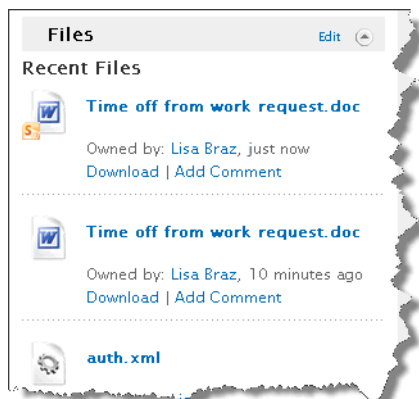 Files
Edit
Recent Files
Time off from work request.doc
Owned by: Lisa Braz, just now
Download | Add Comment
Time off from work request.doc
Owned by: Lisa Braz, 10 minutes ago
Download | Add Comment
auth.xml